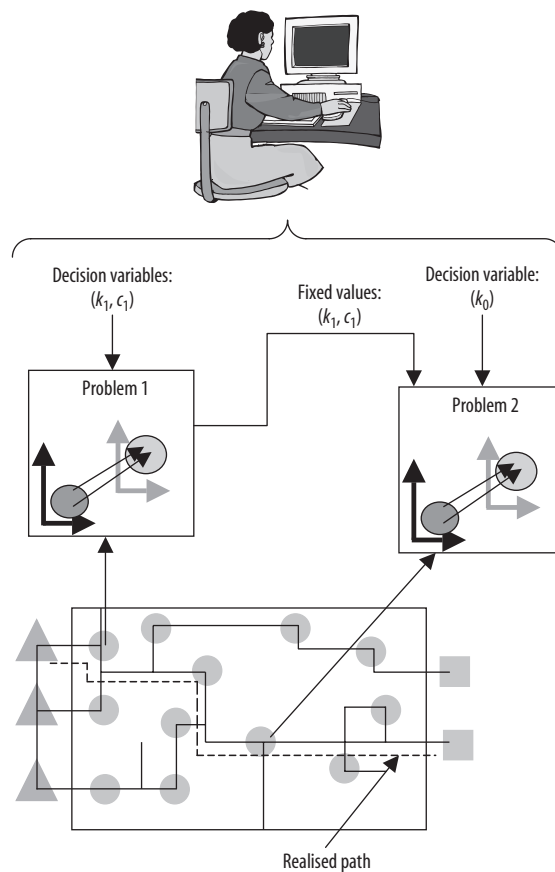 Decision variables:
(k₁, c₁)
Fixed values:
(k₁, c₁)
Decision variable:
(k₀)
Problem 1
Problem 2
Realised path